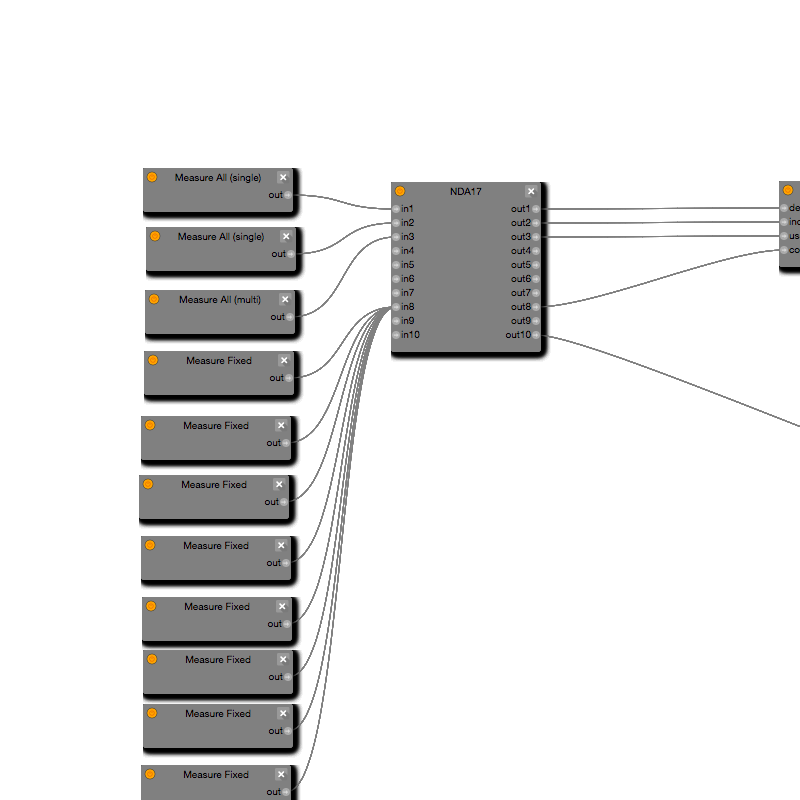 Measure All (single)
out
Measure All (single)
out
Measure All (multi)
out
Measure Fixed
out
Measure Fixed
out
Measure Fixed
out
Measure Fixed
out
Measure Fixed
out
Measure Fixed
out
Measure Fixed
out
Measure Fixed
out
NDA17
in1 out1
in2 out2
in3 out3
in4 out4
in5 out5
in6 out6
in7 out7
in8 out8
in9 out9
in10 out10
de
us
co